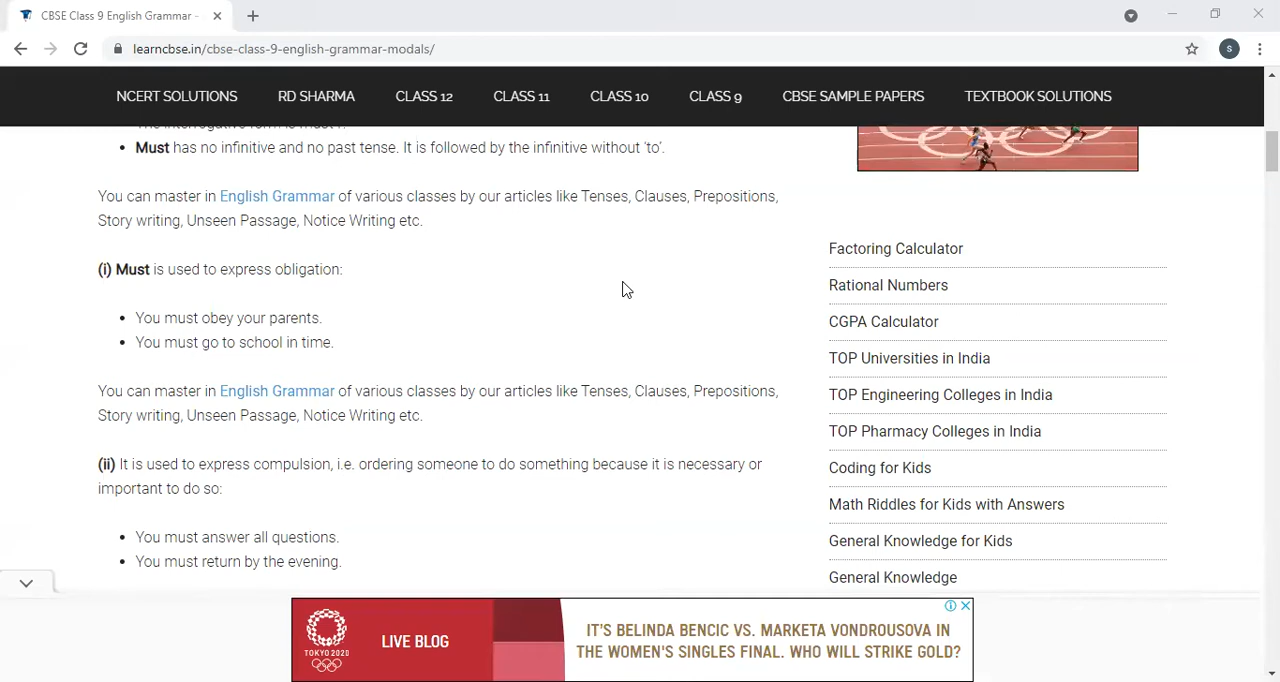 CBSE Class 9 English Grammar -
learncbse.in/cbse-class-9-english-grammar-modals/
S
NCERT SOLUTIONS RD SHARMA CLASS 12 CLASS 11 CLASS 10 CLASS 9 CBSE SAMPLE PAPERS TEXTBOOK SOLUTIONS
• Must has no infinitive and no past tense. It is followed by the infinitive without ‘to’.
You can master in English Grammar of various classes by our articles like Tenses, Clauses, Prepositions,
Story writing, Unseen Passage, Notice Writing etc.
(i) Must is used to express obligation:
• You must obey your parents.
• You must go to school in time.
You can master in English Grammar of various classes by our articles like Tenses, Clauses, Prepositions,
Story writing, Unseen Passage, Notice Writing etc.
(ii) It is used to express compulsion, i.e. ordering someone to do something because it is necessary or
important to do so:
• You must answer all questions.
• You must return by the evening.
Factoring Calculator
Rational Numbers
CGPA Calculator
TOP Universities in India
TOP Engineering Colleges in India
TOP Pharmacy Colleges in India
Coding for Kids
Math Riddles for Kids with Answers
General Knowledge for Kids
General Knowledge
TOKYO 2020
LIVE BLOG
IT'S BELINDA BENCIC VS. MARKETA VONDROUSOVA IN
THE WOMEN'S SINGLES FINAL. WHO WILL STRIKE GOLD?